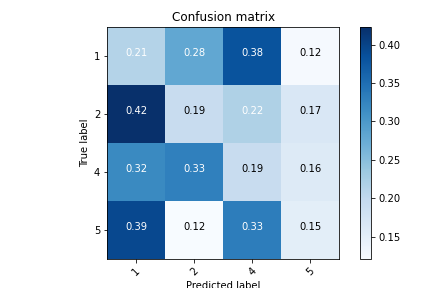 Confusion matrix
True label
1 0.21 0.28 0.38 0.12
2 0.42 0.19 0.22 0.17
4 0.32 0.33 0.19 0.16
5 0.39 0.12 0.33 0.15
1 2 4 5
Predicted label
0.40
0.35
0.30
0.25
0.20
0.15